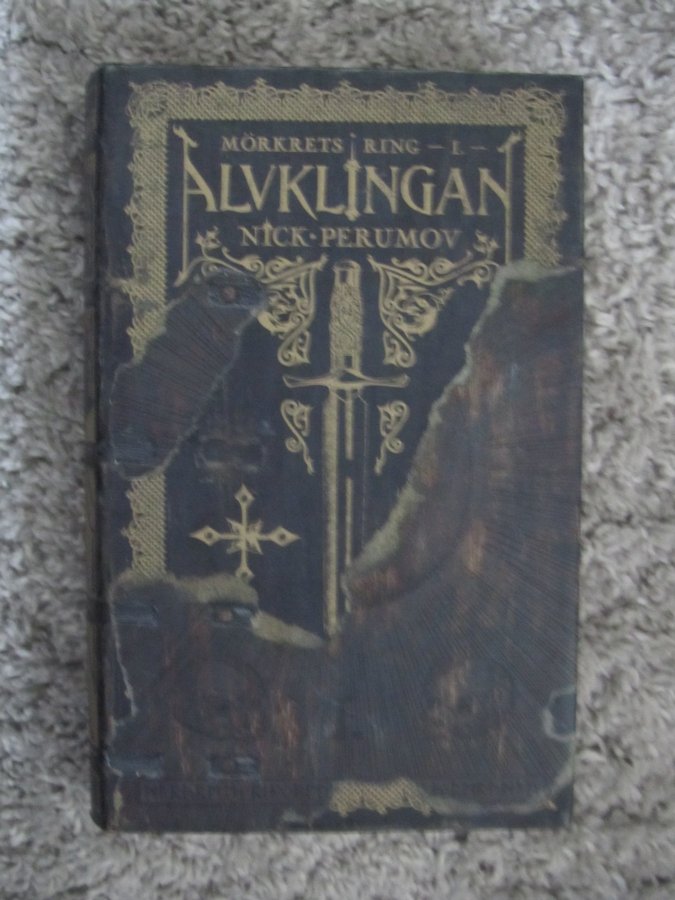 MÖRKRETS RING – I. –
ALVKLINGAN
NICK · PERUMOV